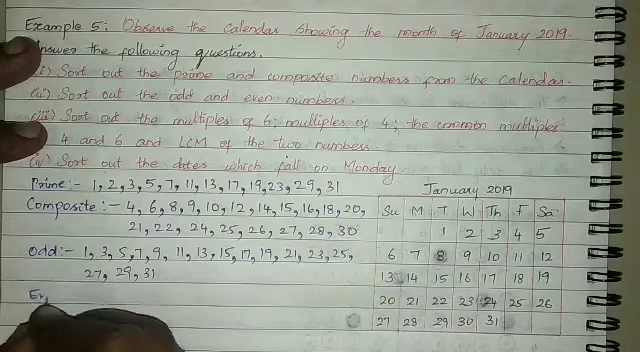 Example 5: Observe the Calendar showing the month of January 2019.
Answer the following questions.
(i) Sort out the prime and composite numbers from the calendar.
(ii) Sort out the odd and even numbers.
(iii) Sort out the multiples of 6; multiples of 4; the common multiples
4 and 6 and LCM of the two numbers.
(iv) Sort out the dates which fall on Monday.
Prime :- 1, 2, 3, 5, 7, 11, 13, 17, 19, 23, 29, 31
Composite :- 4, 6, 8, 9, 10, 12, 14, 15, 16, 18, 20,
21, 22, 24, 25, 26, 27, 28, 30
Odd :- 1, 3, 5, 7, 9, 11, 13, 15, 17, 19, 21, 23, 25,
27, 29, 31
Ev
January 2019
Su M T W Th F Sa
1 2 3 4 5
6 7 8 9 10 11 12
13 14 15 16 17 18 19
20 21 22 23 24 25 26
27 28 29 30 31